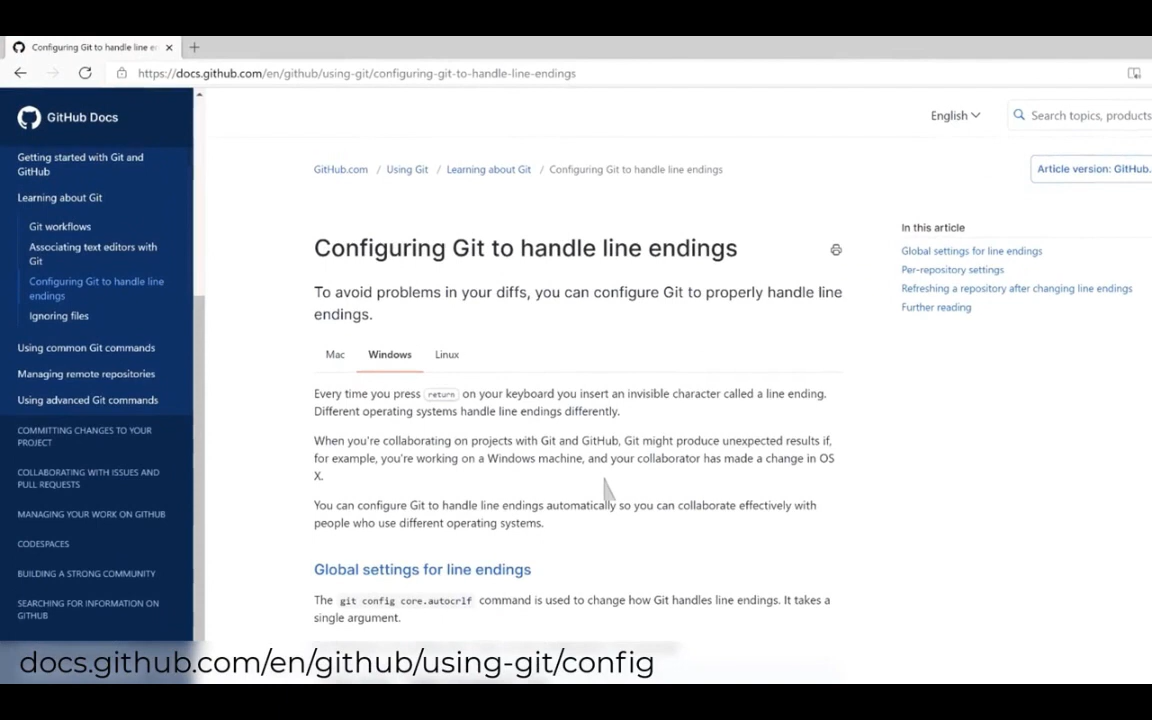 Configuring Git to handle line e
https://docs.github.com/en/github/using-git/configuring-git-to-handle-line-endings
GitHub Docs
English
Search topics, products
Getting started with Git and
GitHub
Learning about Git
Git workflows
Associating text editors with
Git
Configuring Git to handle line
endings
Ignoring files
Using common Git commands
Managing remote repositories
Using advanced Git commands
COMMITTING CHANGES TO YOUR
PROJECT
COLLABORATING WITH ISSUES AND
PULL REQUESTS
MANAGING YOUR WORK ON GITHUB
CODESPACES
BUILDING A STRONG COMMUNITY
SEARCHING FOR INFORMATION ON
GITHUB
GitHub.com / Using Git / Learning about Git / Configuring Git to handle line endings
Article version: GitHub.
Configuring Git to handle line endings
To avoid problems in your diffs, you can configure Git to properly handle line
endings.
Mac Windows Linux
Every time you press return on your keyboard you insert an invisible character called a line ending.
Different operating systems handle line endings differently.
When you're collaborating on projects with Git and GitHub, Git might produce unexpected results if,
for example, you're working on a Windows machine, and your collaborator has made a change in OS
X.
You can configure Git to handle line endings automatically so you can collaborate effectively with
people who use different operating systems.
Global settings for line endings
The git config core.autocrlf command is used to change how Git handles line endings. It takes a
single argument.
In this article
Global settings for line endings
Per-repository settings
Refreshing a repository after changing line endings
Further reading
docs.github.com/en/github/using-git/config